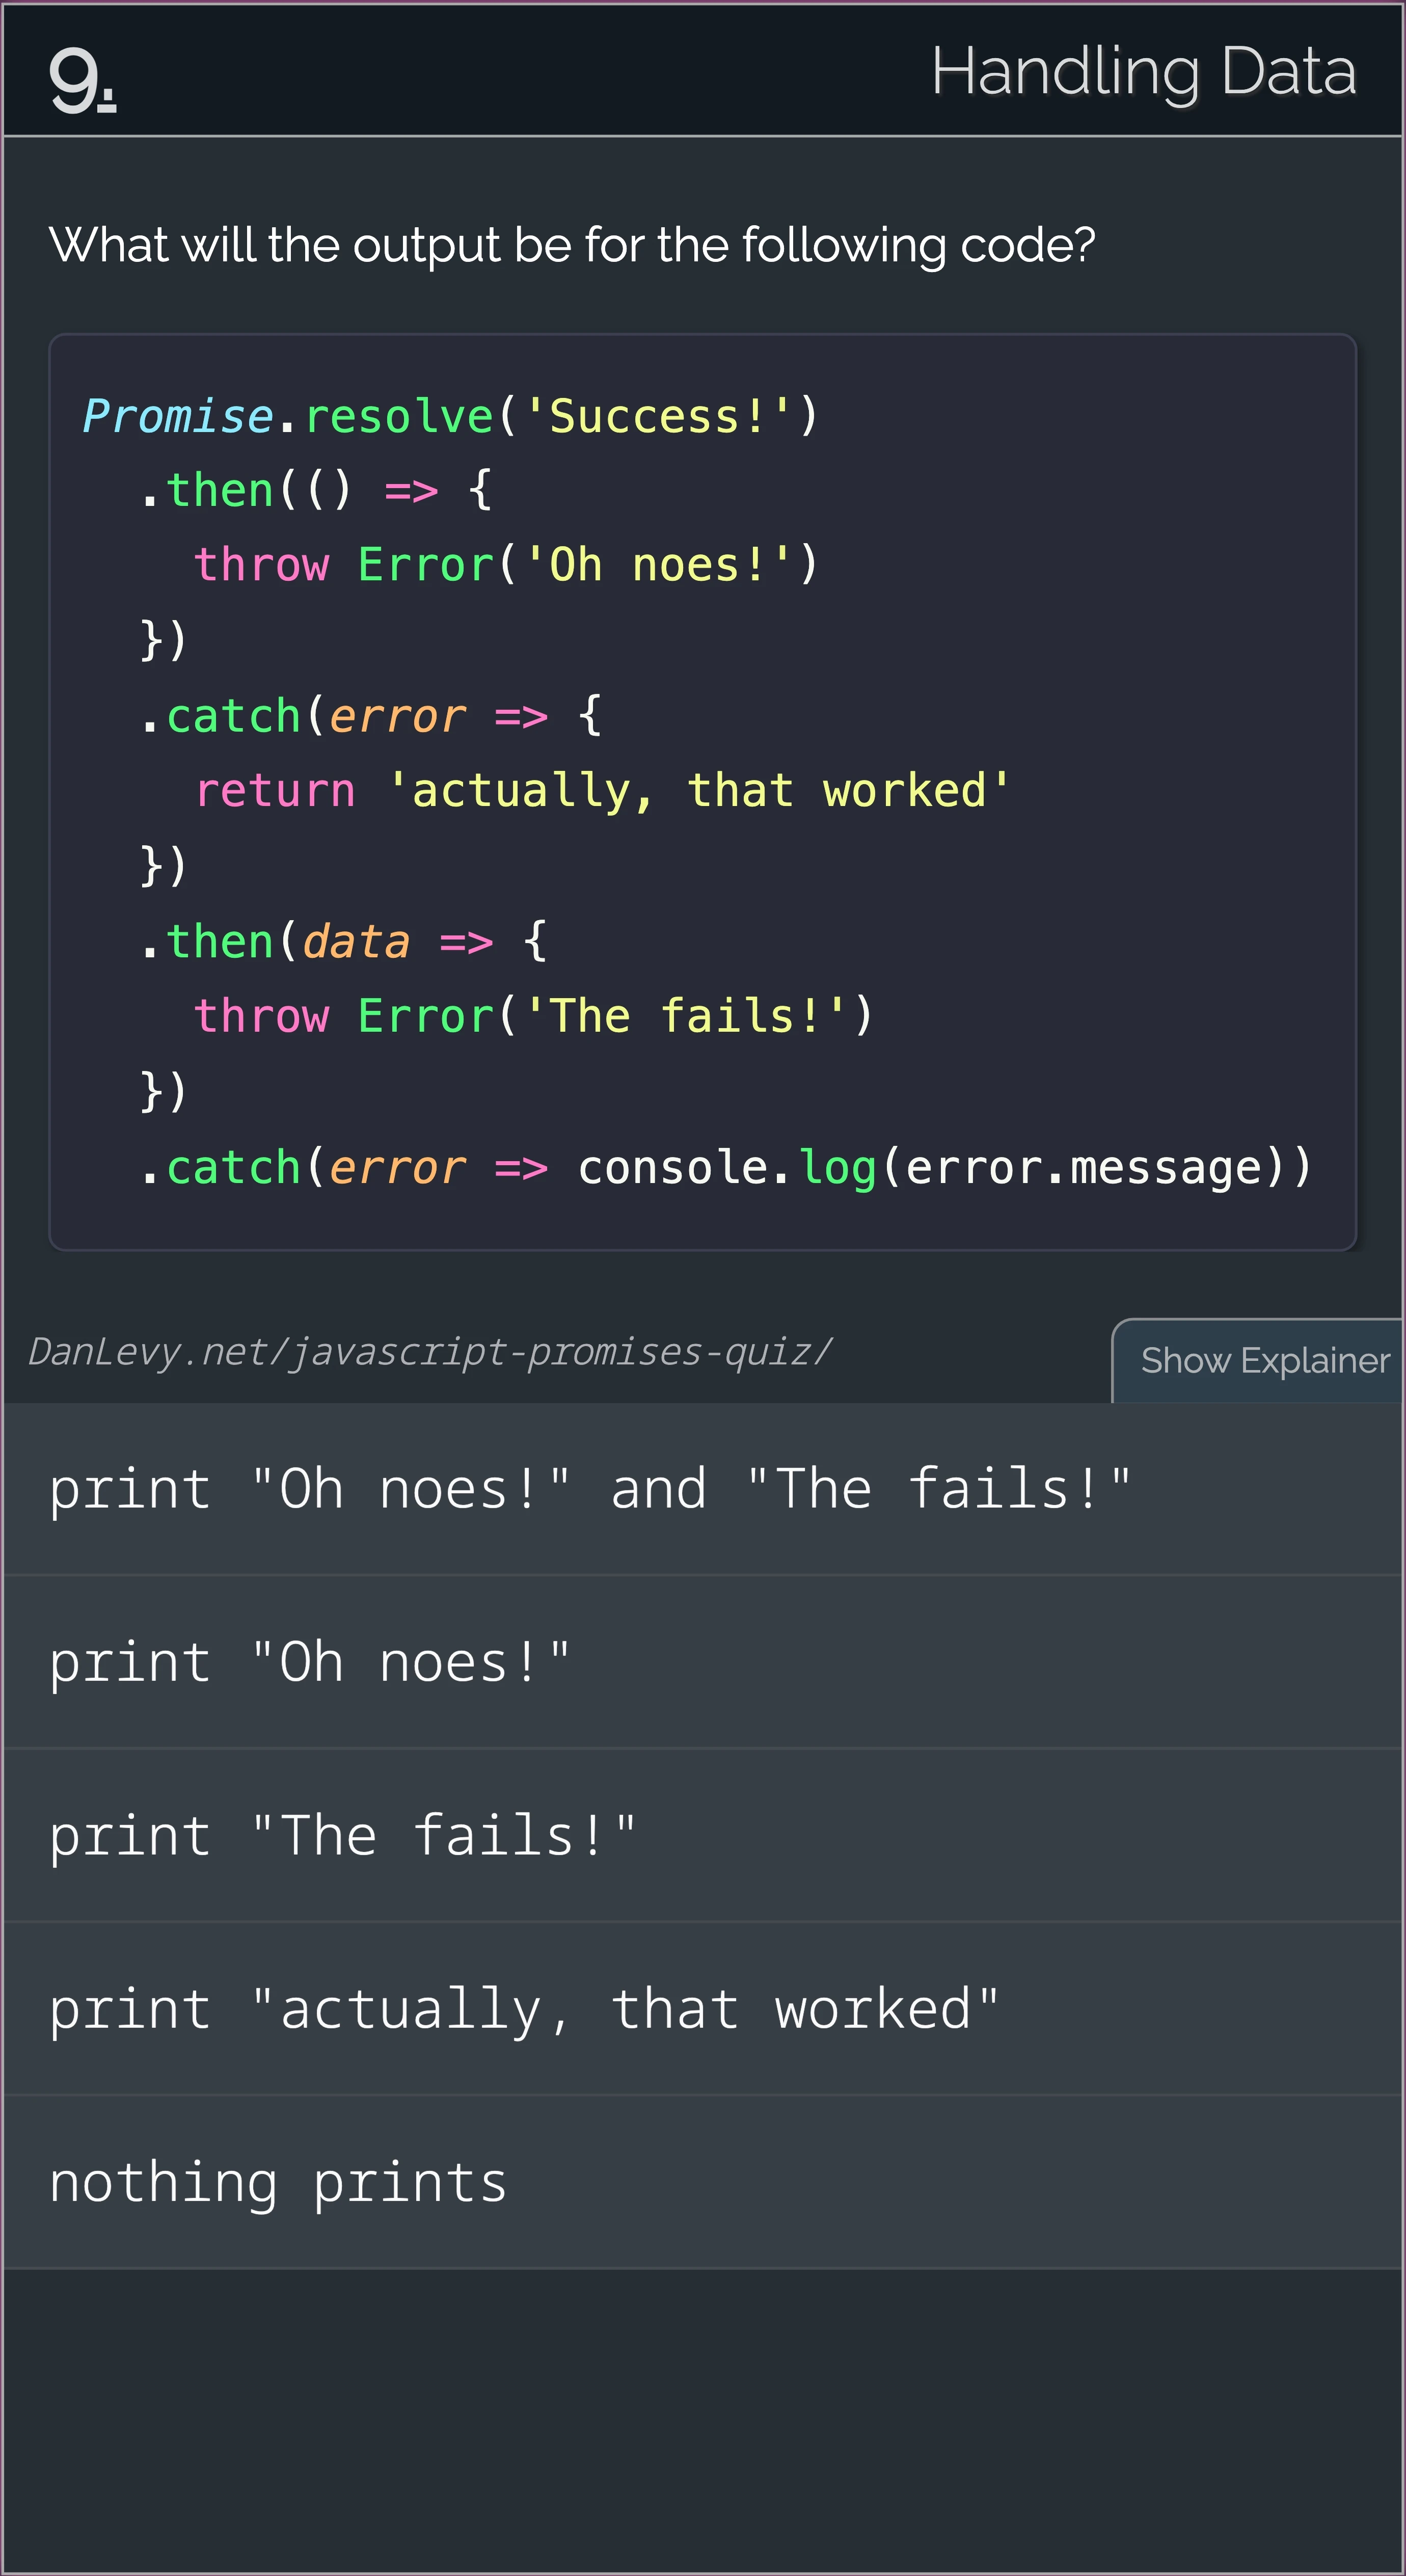 9.
Handling Data
What will the output be for the following code?
Promise.resolve('Success!')
  .then(() => {
    throw Error('Oh noes!')
  })
  .catch(error => {
    return 'actually, that worked'
  })
  .then(data => {
    throw Error('The fails!')
  })
  .catch(error => console.log(error.message))
DanLevy.net/javascript-promises-quiz/
Show Explainer
print "Oh noes!" and "The fails!"
print "Oh noes!"
print "The fails!"
print "actually, that worked"
nothing prints